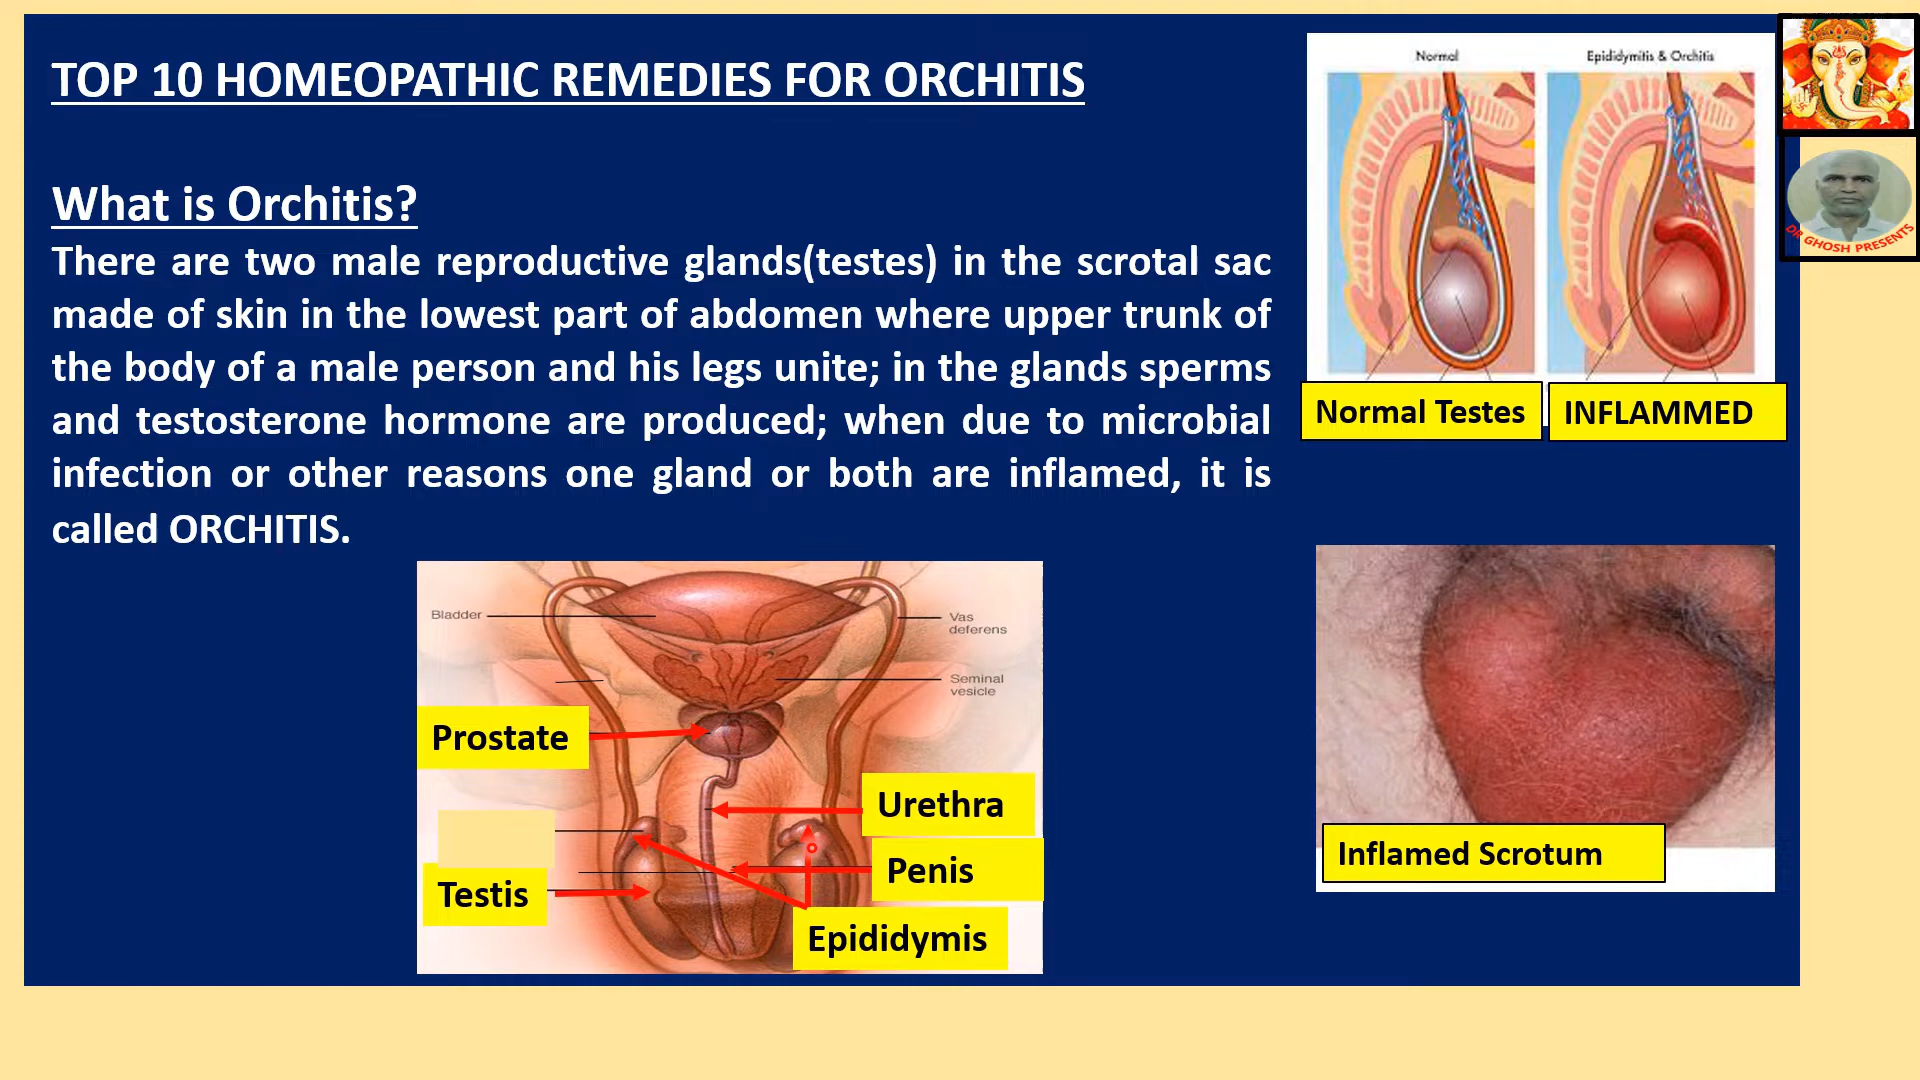 TOP 10 HOMEOPATHIC REMEDIES FOR ORCHITIS
What is Orchitis?
There are two male reproductive glands(testes) in the scrotal sac
made of skin in the lowest part of abdomen where upper trunk of
the body of a male person and his legs unite; in the glands sperms
and testosterone hormone are produced; when due to microbial
infection or other reasons one gland or both are inflamed, it is
called ORCHITIS.
Normal
Epididymitis & Orchitis
Normal Testes
INFLAMMED
DR GHOSH PRESENTS
Bladder
Vas
deferens
Seminal
vesicle
Prostate
Urethra
Penis
Testis
Epididymis
Inflamed Scrotum